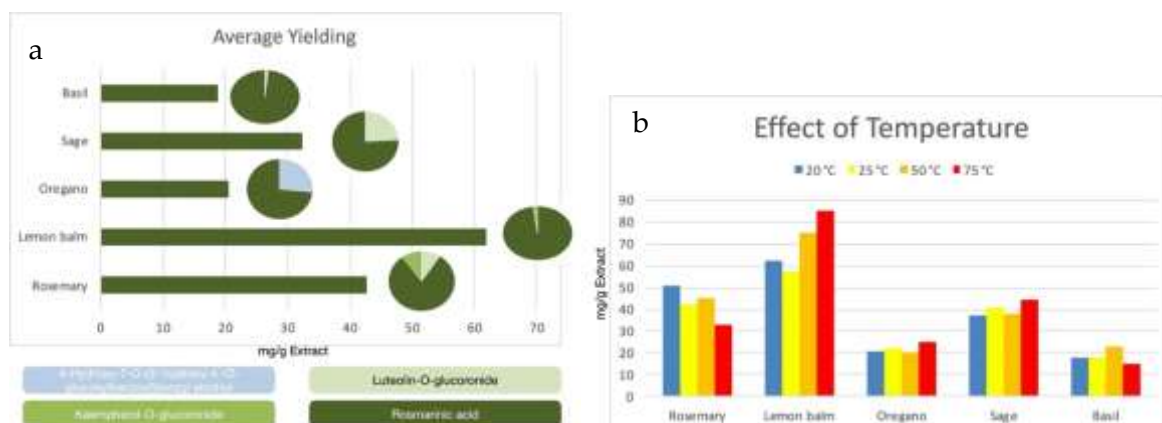 a
Average Yielding
Basil
Sage
Oregano
Lemon balm
Rosemary
0 10 20 30 40 50 60 70
mg/g Extract
Luteolin-O-glucoronide
Kaempherol-O-glucoronide
Rosmarinic acid
b
Effect of Temperature
20 °C 25 °C 50 °C 75 °C
90
80
70
60
50
40
30
20
10
0
mg/g Extract
Rosemary Lemon balm Oregano Sage Basil